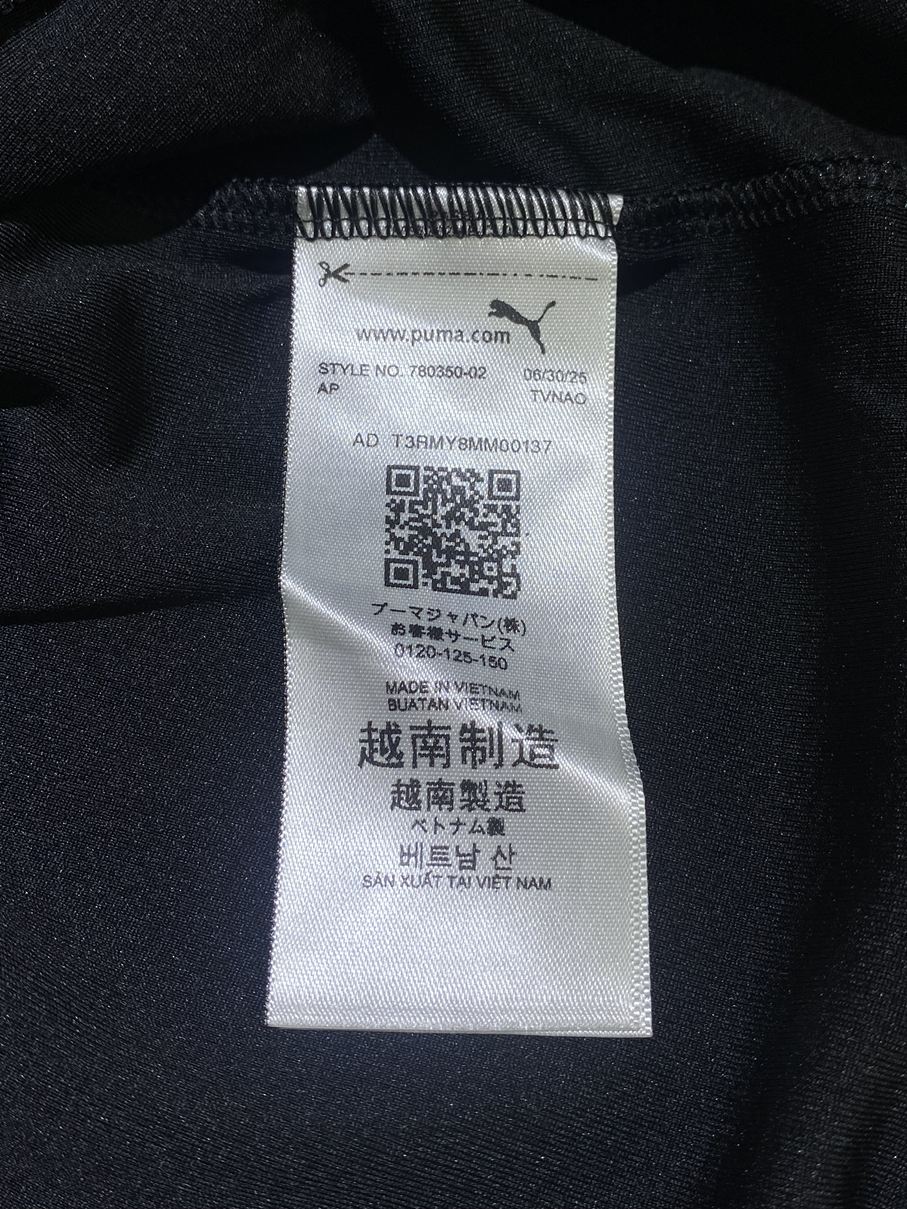 www.puma.com
STYLE NO. 780350-02 06/30/25
AP TVNAO
AD T3RMY8MM00137
プーマジャパン(株)
お客様サービス
0120-125-150
MADE IN VIETNAM
BUATAN VIETNAM
越南制造
越南製造
ベトナム製
베트남 산
SẢN XUẤT TẠI VIỆT NAM